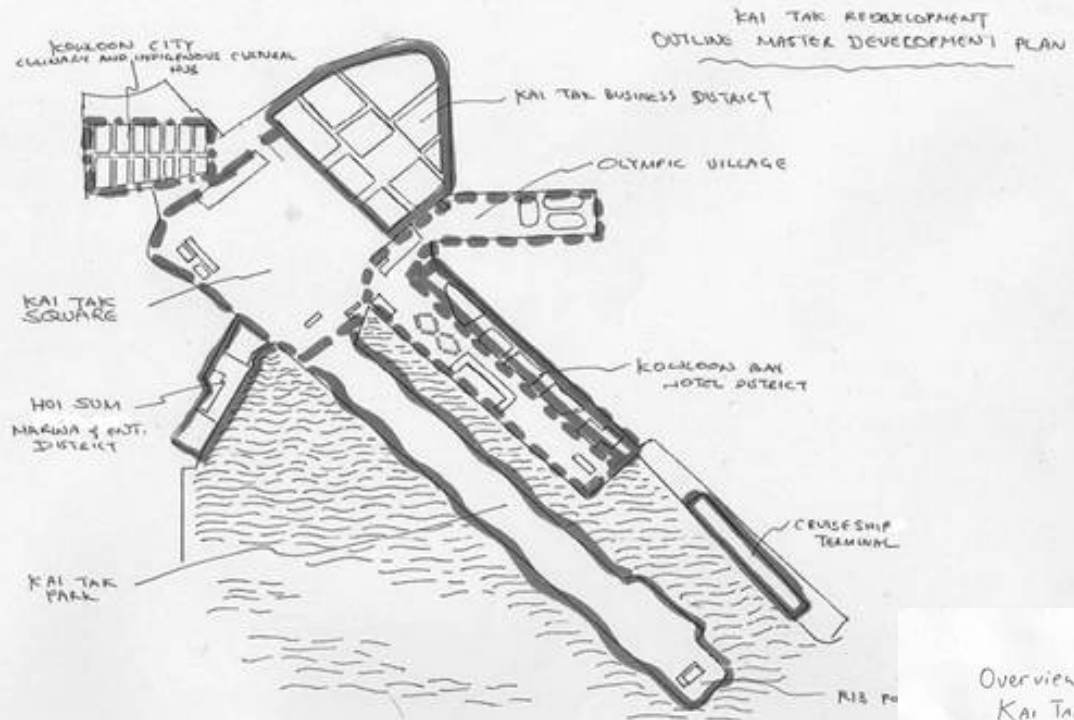 KAI TAK REDEVELOPMENT
OUTLINE MASTER DEVELOPMENT PLAN
KOWLOON CITY
CULINARY AND INDIGENOUS CULTURAL
HUB
KAI TAK BUSINESS DISTRICT
OLYMPIC VILLAGE
KAI TAK
SQUARE
KOWLOON BAY
HOTEL DISTRICT
HOI SUM
MARINA & ENT.
DISTRICT
CRUISESHIP
TERMINAL
KAI TAK
PARK
Overview
KAI TAK